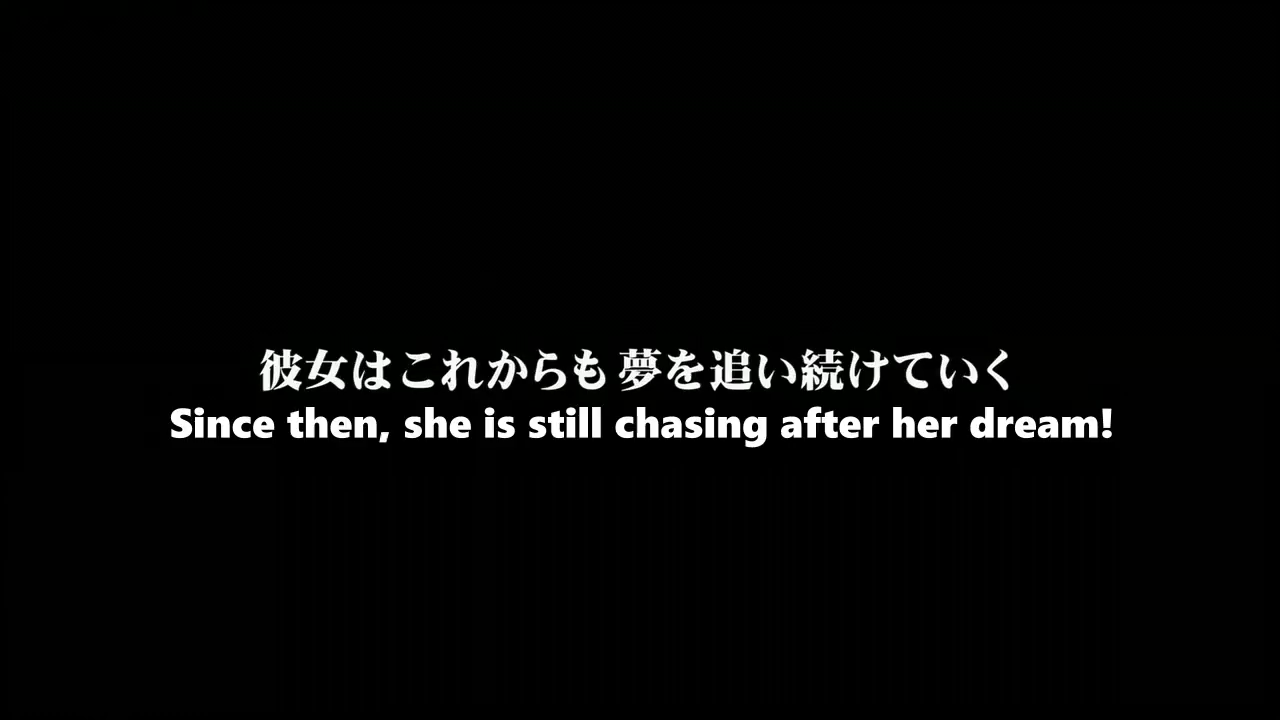 彼女はこれからも 夢を追い続けていく
Since then, she is still chasing after her dream!